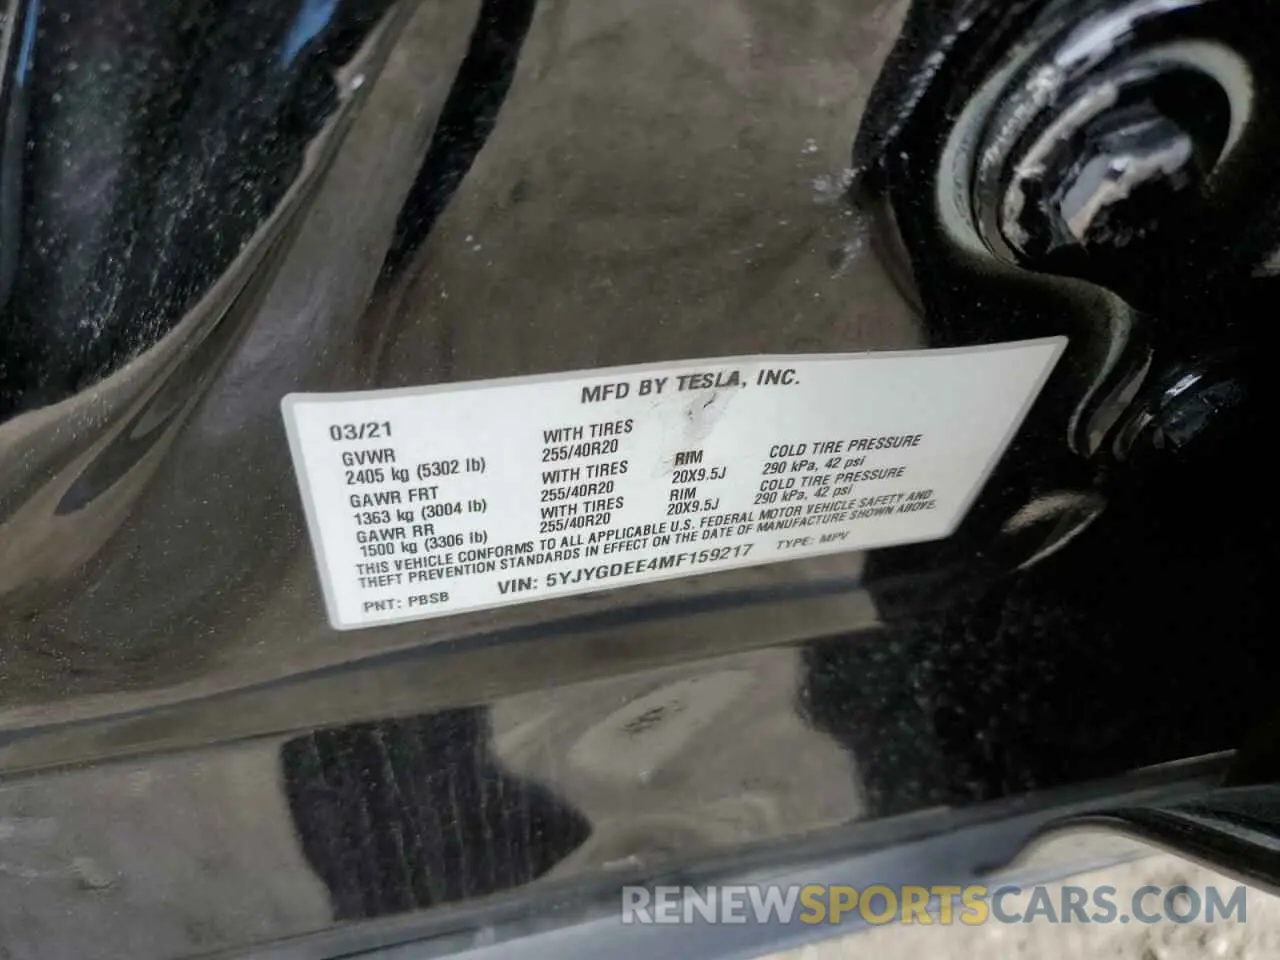 MFD BY TESLA, INC.
03/21
GVWR
2405 kg (5302 lb)
WITH TIRES
255/40R20
GAWR FRT
1363 kg (3004 lb)
WITH TIRES
255/40R20
RIM
20X9.5J
COLD TIRE PRESSURE
290 kPa, 42 psi
GAWR RR
1500 kg (3306 lb)
WITH TIRES
255/40R20
RIM
20X9.5J
COLD TIRE PRESSURE
290 kPa, 42 psi
THIS VEHICLE CONFORMS TO ALL APPLICABLE U.S. FEDERAL MOTOR VEHICLE SAFETY AND
THEFT PREVENTION STANDARDS IN EFFECT ON THE DATE OF MANUFACTURE SHOWN ABOVE.
PNT: PBSB VIN: 5YJYGDEE4MF159217 TYPE: MPV
RENEWSPORTSCARS.COM